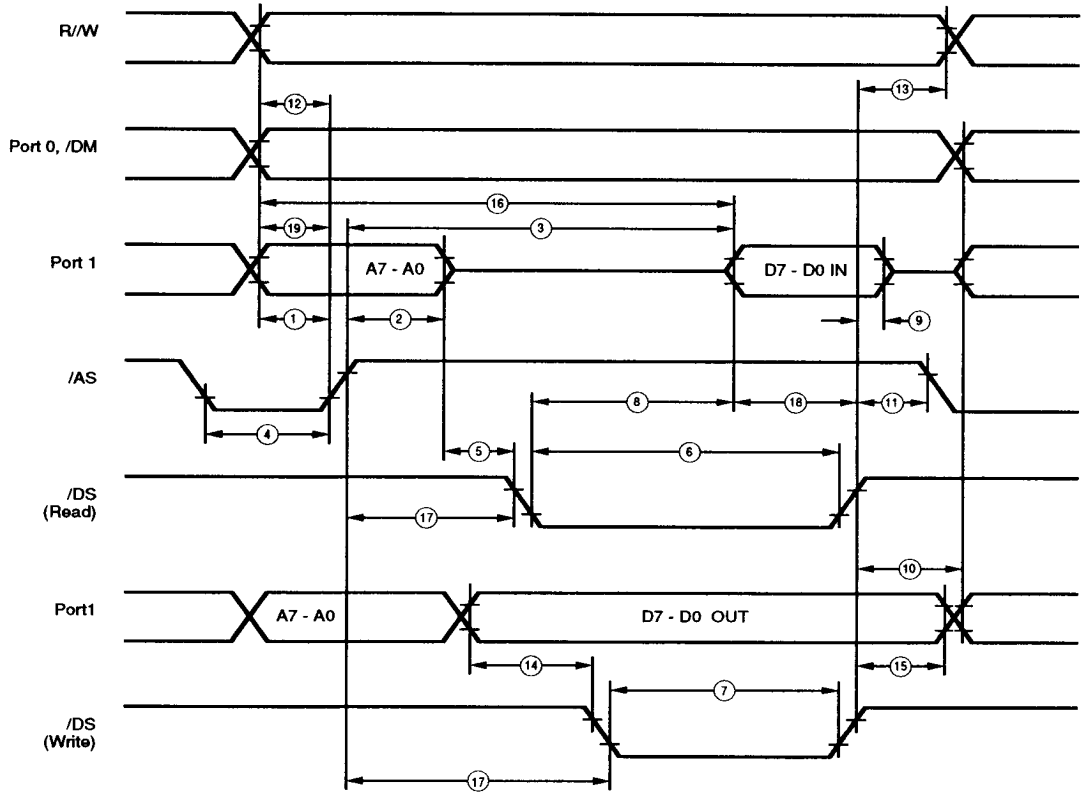 R//W
12
13
Port 0, /DM
16
19
3
Port 1
A7 - A0
D7 - D0 IN
1
2
9
/AS
8
18
11
4
5
6
/DS
(Read)
17
10
Port1
A7 - A0
D7 - D0 OUT
14
15
7
/DS
(Write)
17